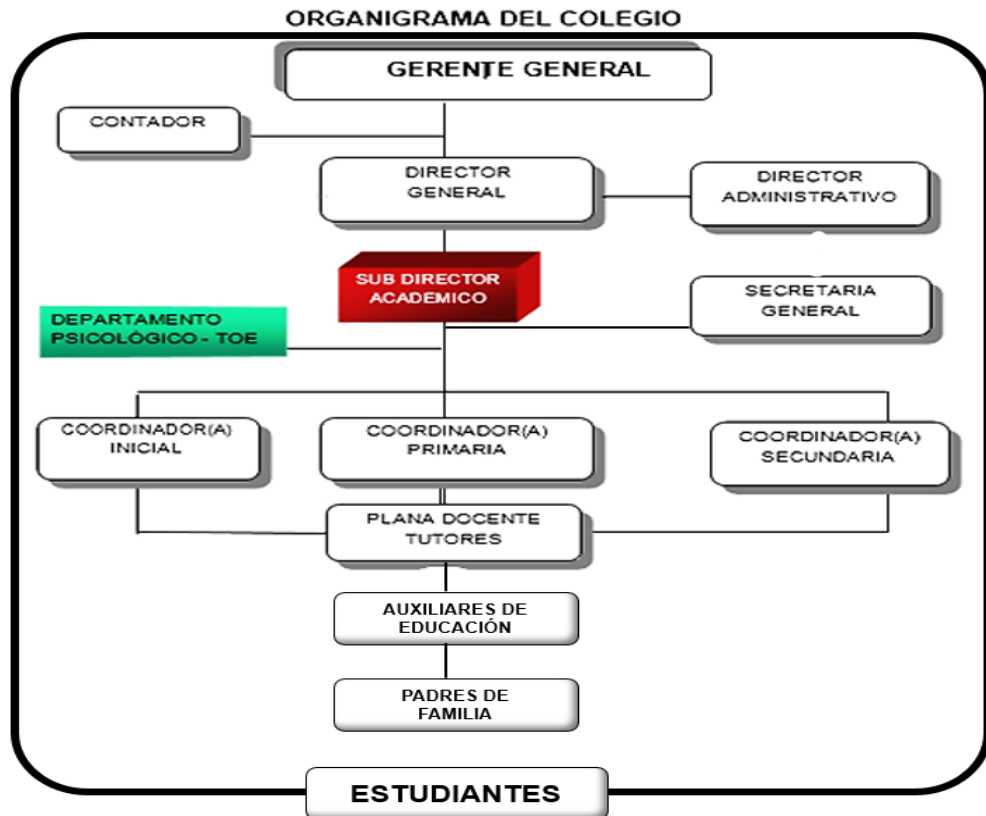 ORGANIGRAMA DEL COLEGIO
GERENTE GENERAL
CONTADOR
DIRECTOR
GENERAL
DIRECTOR
ADMINISTRATIVO
SUB DIRECTOR
ACADEMICO
SECRETARIA
GENERAL
DEPARTAMENTO
PSICOLÓGICO - TOE
COORDINADOR(A)
INICIAL
COORDINADOR(A)
PRIMARIA
COORDINADOR(A)
SECUNDARIA
PLANA DOCENTE
TUTORES
AUXILIARES DE
EDUCACIÓN
PADRES DE
FAMILIA
ESTUDIANTES